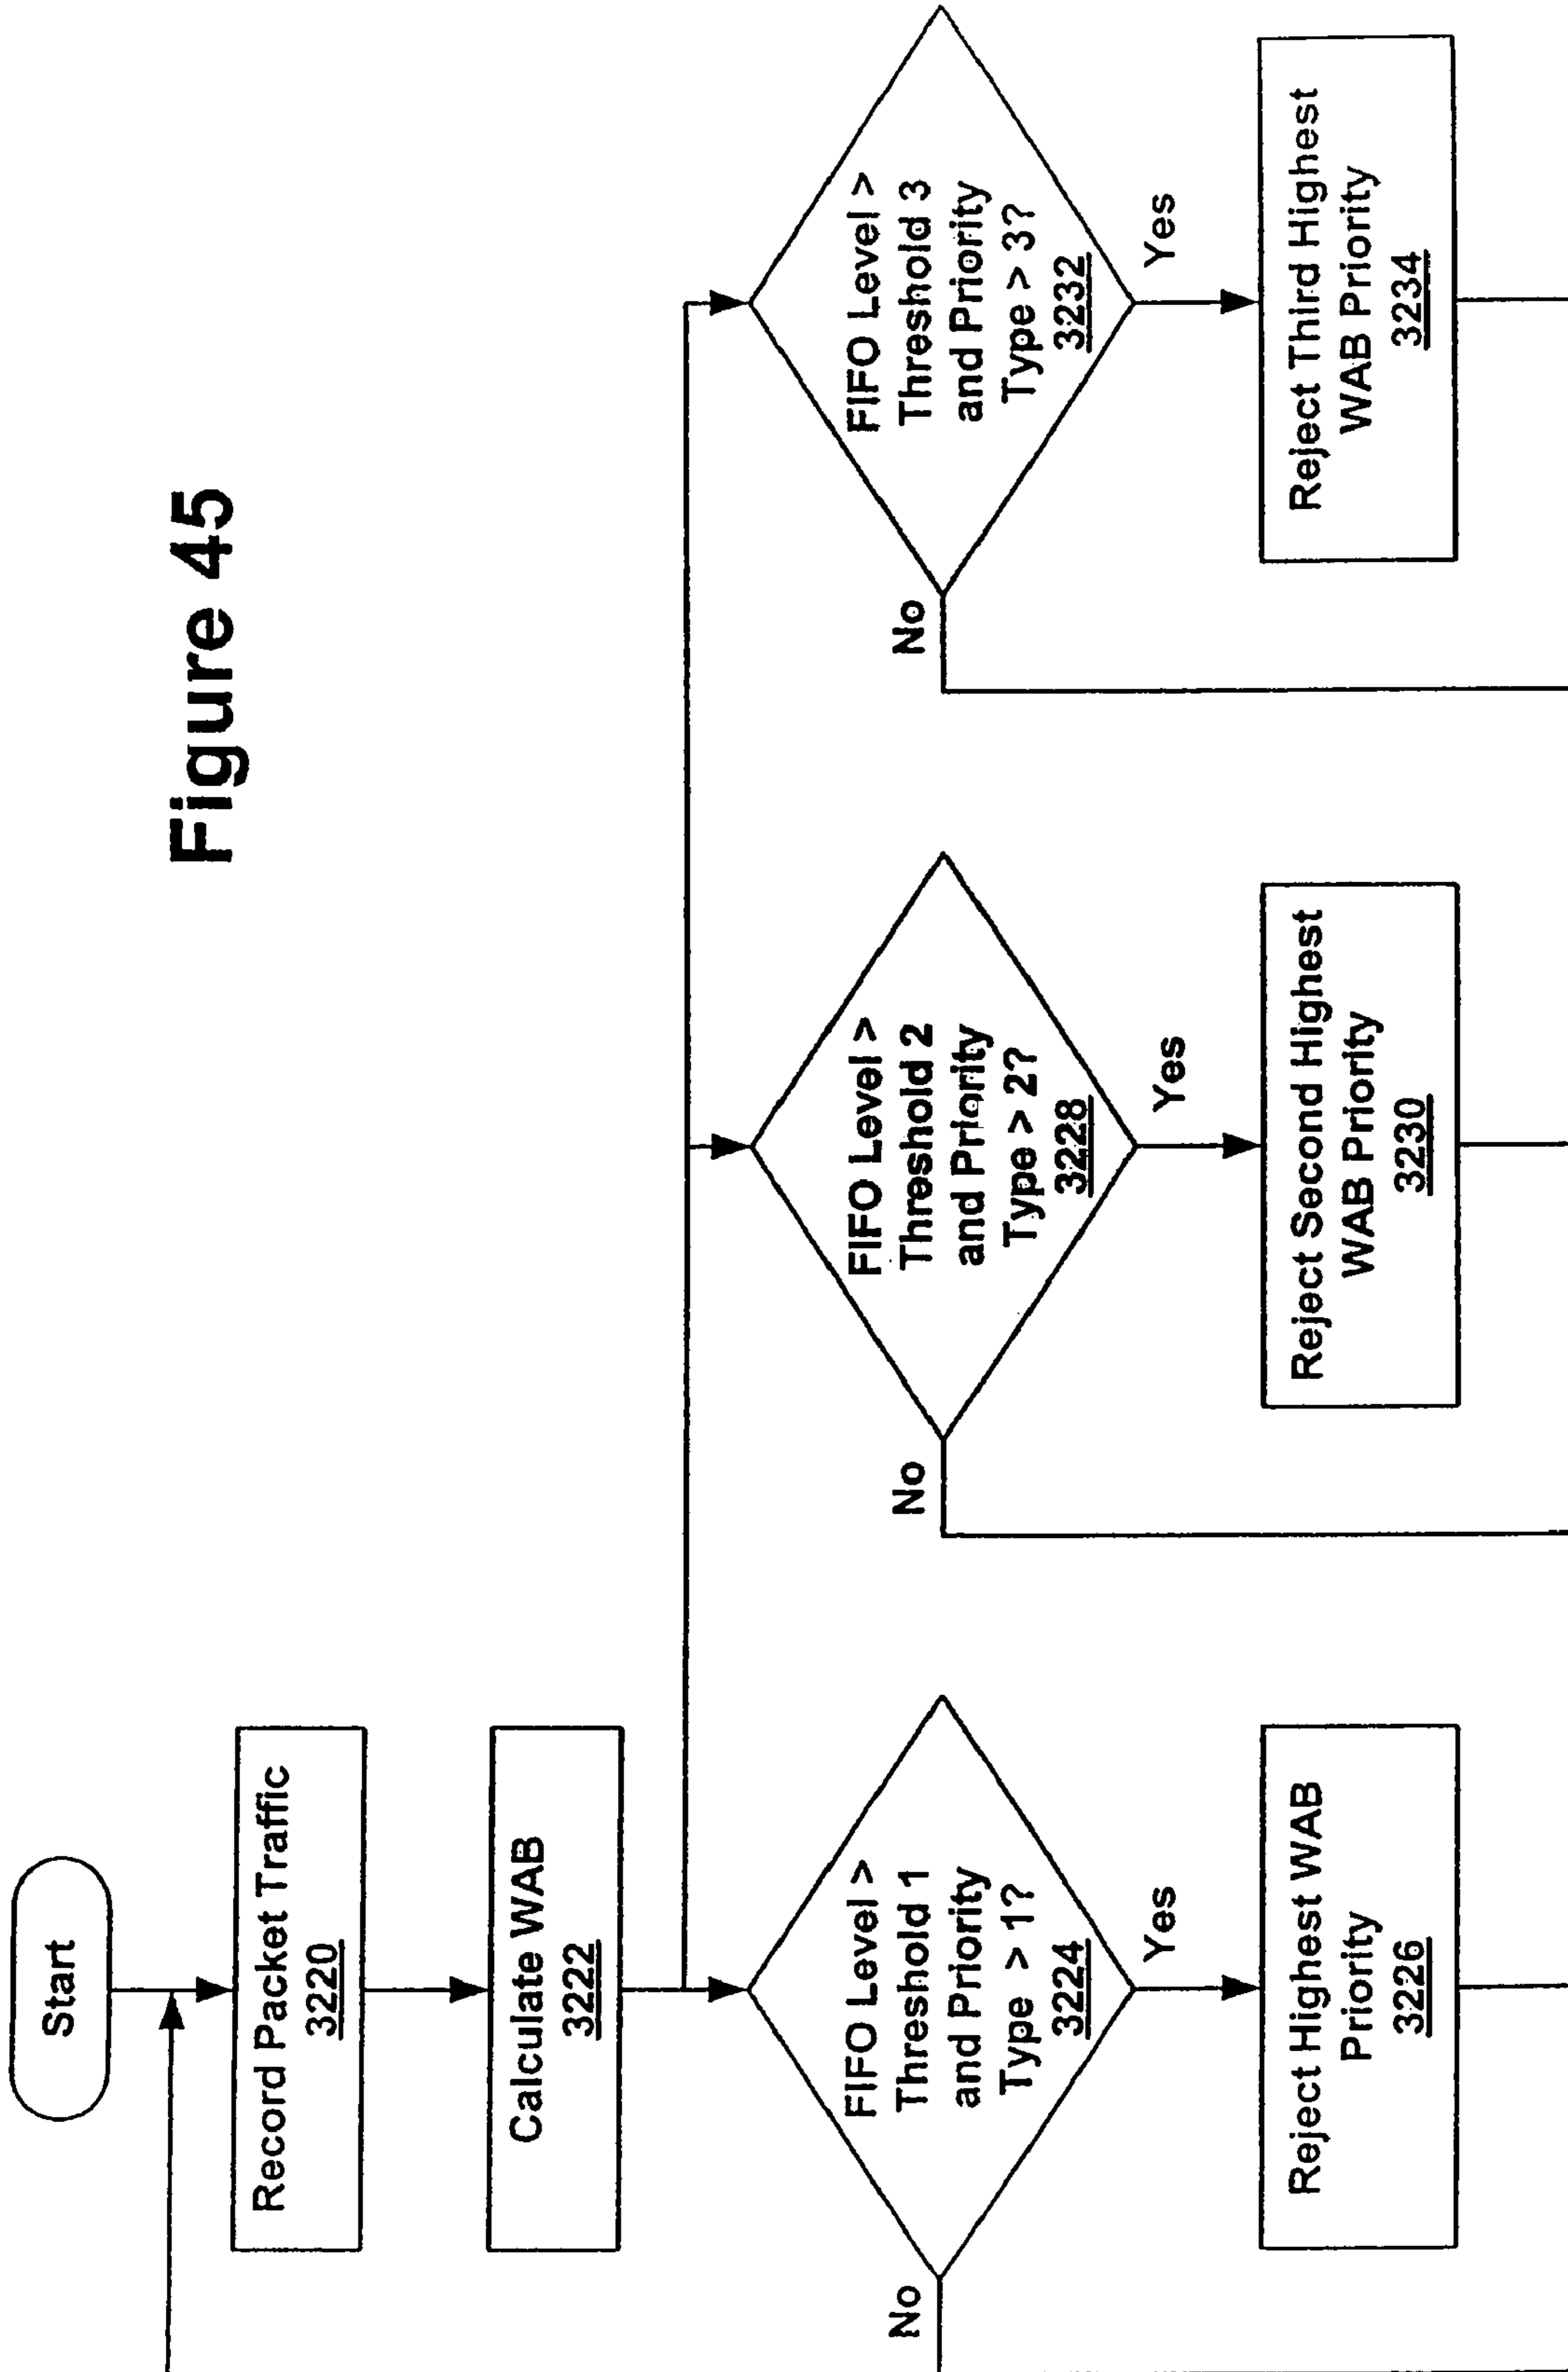 Figure 45
Start
Record Packet Traffic
3220
Calculate WAB
3222
FIFO Level >
Threshold 1
and Priority
Type > 1?
3224
No
Yes
Reject Highest WAB
Priority
3226
FIFO Level >
Threshold 2
and Priority
Type > 2?
3228
No
Yes
Reject Second Highest
WAB Priority
3230
FIFO Level >
Threshold 3
and Priority
Type > 3?
3232
No
Yes
Reject Third Highest
WAB Priority
3234